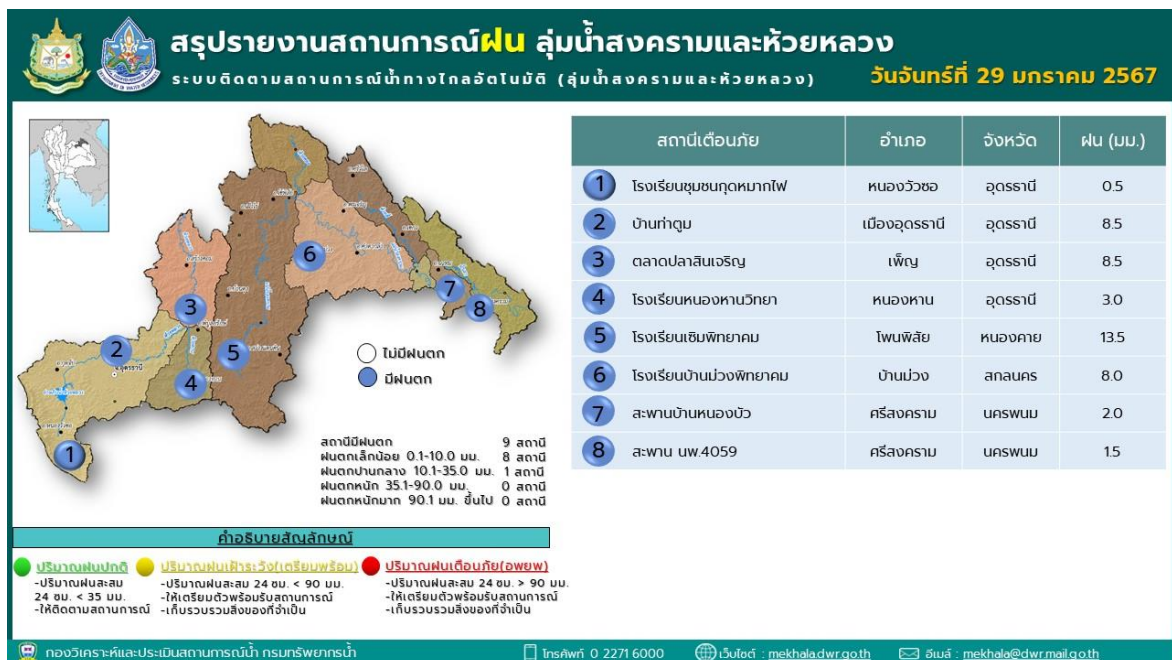 สรุปรายงานสถานการณ์ฝน ลุ่มน้ำสงครามและห้วยหลวง
ระบบติดตามสถานการณ์น้ำทางไกลอัตโนมัติ (ลุ่มน้ำสงครามและห้วยหลวง)
วันจันทร์ที่ 29 มกราคม 2567
สถานีเตือนภัย อำเภอ จังหวัด ฝน (มม.)
1 โรงเรียนชุมชนกุดหมากไฟ หนองวัวซอ อุดรธานี 0.5
2 บ้านท่าตูม เมืองอุดรธานี อุดรธานี 8.5
3 ตลาดปลาสินเจริญ เพ็ญ อุดรธานี 8.5
4 โรงเรียนหนองหานวิทยา หนองหาน อุดรธานี 3.0
5 โรงเรียนเซิมพิทยาคม โพนพิสัย หนองคาย 13.5
6 โรงเรียนบ้านม่วงพิทยาคม บ้านม่วง สกลนคร 8.0
7 สะพานบ้านหนองบัว ศรีสงคราม นครพนม 2.0
8 สะพาน นพ.4059 ศรีสงคราม นครพนม 1.5
6
3
7
8
2
5
4
1
อุดรธานี
ไม่มีฝนตก
มีฝนตก
สถานีมีฝนตก 9 สถานี
ฝนตกเล็กน้อย 0.1-10.0 มม. 8 สถานี
ฝนตกปานกลาง 10.1-35.0 มม. 1 สถานี
ฝนตกหนัก 35.1-90.0 มม. 0 สถานี
ฝนตกหนักมาก 90.1 มม. ขึ้นไป 0 สถานี
คำอธิบายสัญลักษณ์
ปริมาณฝนปกติ
-ปริมาณฝนสะสม
24 ชม. < 35 มม.
-ให้ติดตามสถานการณ์
ปริมาณฝนเฝ้าระวัง(เตรียมพร้อม)
-ปริมาณฝนสะสม 24 ชม. < 90 มม.
-ให้เตรียมตัวพร้อมรับสถานการณ์
-เก็บรวบรวมสิ่งของที่จำเป็น
ปริมาณฝนเตือนภัย(อพยพ)
-ปริมาณฝนสะสม 24 ชม. > 90 มม.
-ให้เตรียมตัวพร้อมรับสถานการณ์
-เก็บรวบรวมสิ่งของที่จำเป็น
กองวิเคราะห์และประเมินสถานการณ์น้ำ กรมทรัพยากรน้ำ
โทรศัพท์ 0 2271 6000
เว็บไซต์ : mekhala.dwr.go.th
อีเมล์ : mekhala@dwr.mail.go.th